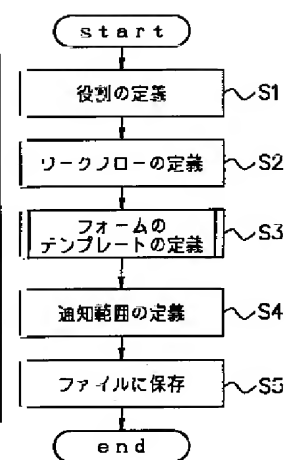 start
役割の定義
S1
ワークフローの定義
S2
フォームの
テンプレートの定義
S3
通知範囲の定義
S4
ファイルに保存
S5
end